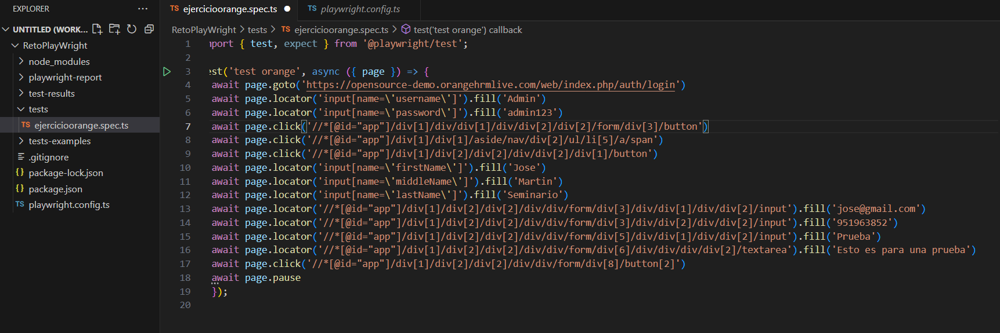 EXPLORER ...
UNTITLED (WORK...
RetoPlayWright
node_modules
playwright-report
test-results
tests
TS ejercicioorange.spec.ts
tests-examples
.gitignore
{} package-lock.json
{} package.json
TS playwright.config.ts
TS ejercicioorange.spec.ts ●
TS playwright.config.ts
RetoPlayWright > tests > TS ejercicioorange.spec.ts > test('test orange') callback
1 mport { test, expect } from '@playwright/test';
2
3 est('test orange', async ({ page }) => {
4 await page.goto('https://opensource-demo.orangehrmlive.com/web/index.php/auth/login')
5 await page.locator('input[name=\'username\']').fill('Admin')
6 await page.locator('input[name=\'password\']').fill('admin123')
7 await page.click('//*[@id="app"]/div[1]/div/div[1]/div/div[2]/div[2]/form/div[3]/button')
8 await page.click('//*[@id="app"]/div[1]/div[1]/aside/nav/div[2]/ul/li[5]/a/span')
9 await page.click('//*[@id="app"]/div[1]/div[2]/div[2]/div/div[2]/div[1]/button')
10 await page.locator('input[name=\'firstName\']').fill('Jose')
11 await page.locator('input[name=\'middleName\']').fill('Martin')
12 await page.locator('input[name=\'lastName\']').fill('Seminario')
13 await page.locator('//*[@id="app"]/div[1]/div[2]/div[2]/div/div/form/div[3]/div/div[1]/div/div[2]/input').fill('jose@gmail.com')
14 await page.locator('//*[@id="app"]/div[1]/div[2]/div[2]/div/div/form/div[3]/div/div[2]/div/div[2]/input').fill('951963852')
15 await page.locator('//*[@id="app"]/div[1]/div[2]/div[2]/div/div/form/div[5]/div/div[1]/div/div[2]/input').fill('Prueba')
16 await page.locator('//*[@id="app"]/div[1]/div[2]/div[2]/div/div/form/div[6]/div/div/div/div[2]/textarea').fill('Esto es para una prueba')
17 await page.click('//*[@id="app"]/div[1]/div[2]/div[2]/div/div/form/div[8]/button[2]')
18 await page.pause
19 });
20